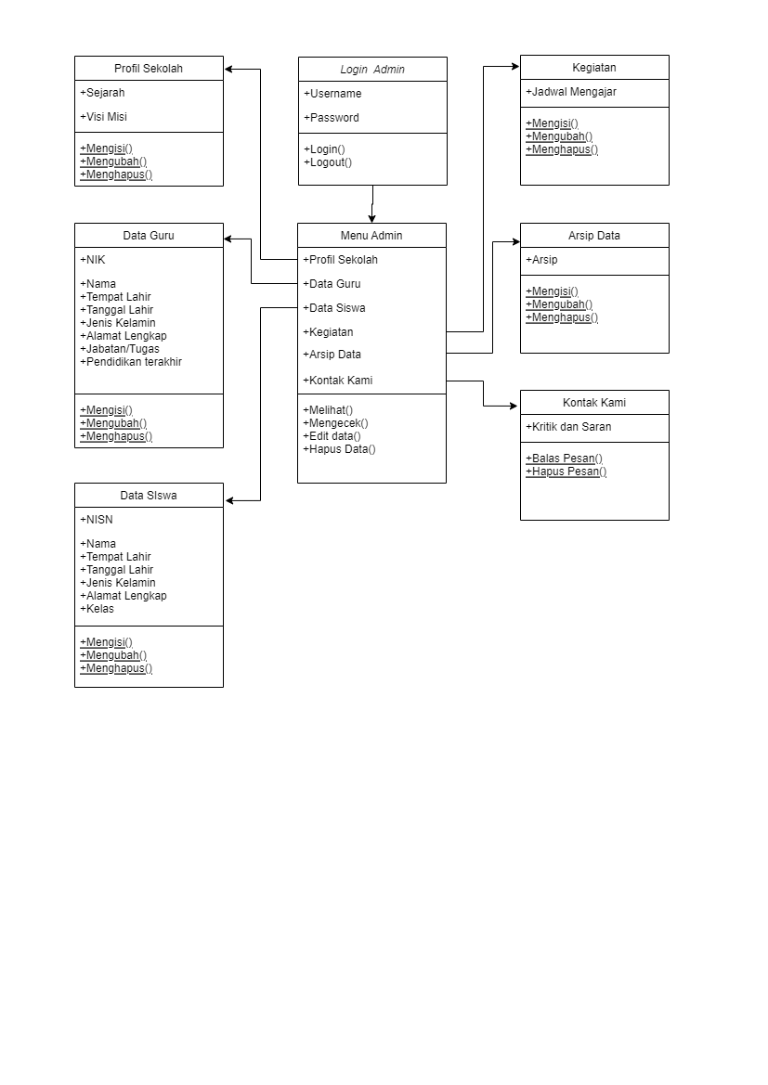 Profil Sekolah
+Sejarah
+Visi Misi
+Mengisi()
+Mengubah()
+Menghapus()
Login Admin
+Username
+Password
+Login()
+Logout()
Kegiatan
+Jadwal Mengajar
+Mengisi()
+Mengubah()
+Menghapus()
Data Guru
+NIK
+Nama
+Tempat Lahir
+Tanggal Lahir
+Jenis Kelamin
+Alamat Lengkap
+Jabatan/Tugas
+Pendidikan terakhir
+Mengisi()
+Mengubah()
+Menghapus()
Menu Admin
+Profil Sekolah
+Data Guru
+Data Siswa
+Kegiatan
+Arsip Data
+Kontak Kami
+Melihat()
+Mengecek()
+Edit data()
+Hapus Data()
Arsip Data
+Arsip
+Mengisi()
+Mengubah()
+Menghapus()
Kontak Kami
+Kritik dan Saran
+Balas Pesan()
+Hapus Pesan()
Data SIswa
+NISN
+Nama
+Tempat Lahir
+Tanggal Lahir
+Jenis Kelamin
+Alamat Lengkap
+Kelas
+Mengisi()
+Mengubah()
+Menghapus()